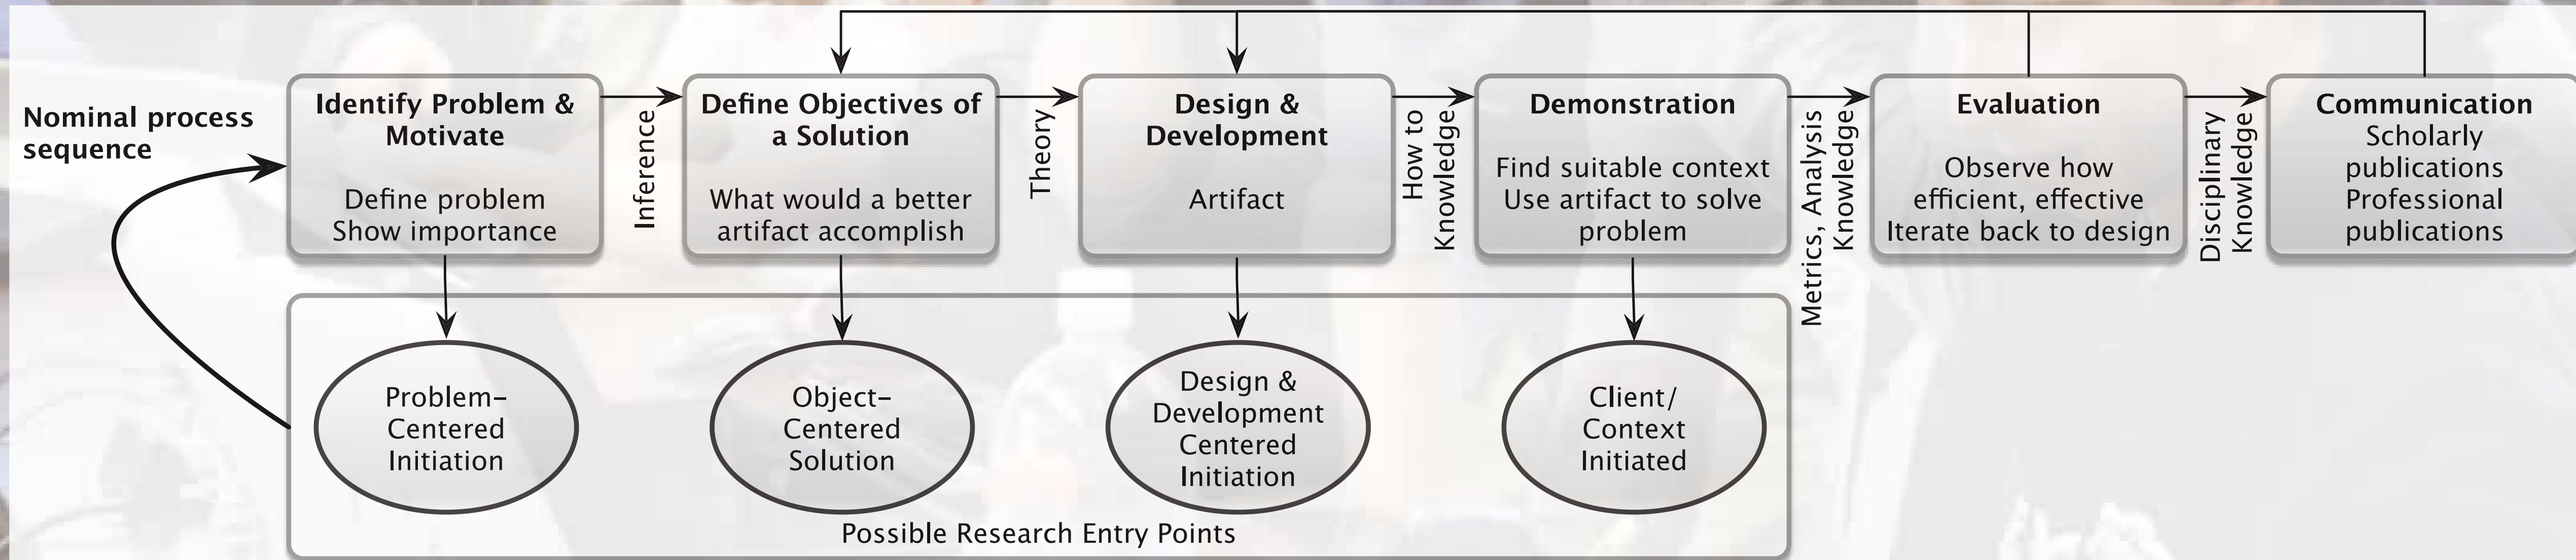 Nominal process
sequence
Identify Problem &
Motivate
Define problem
Show importance
Inference
Define Objectives of
a Solution
What would a better
artifact accomplish
Theory
Design &
Development
Artifact
How to
Knowledge
Demonstration
Find suitable context
Use artifact to solve
problem
Metrics, Analysis
Knowledge
Evaluation
Observe how
efficient, effective
Iterate back to design
Disciplinary
Knowledge
Communication
Scholarly
publications
Professional
publications
Problem–
Centered
Initiation
Object–
Centered
Solution
Design &
Development
Centered
Initiation
Client/
Context
Initiated
Possible Research Entry Points